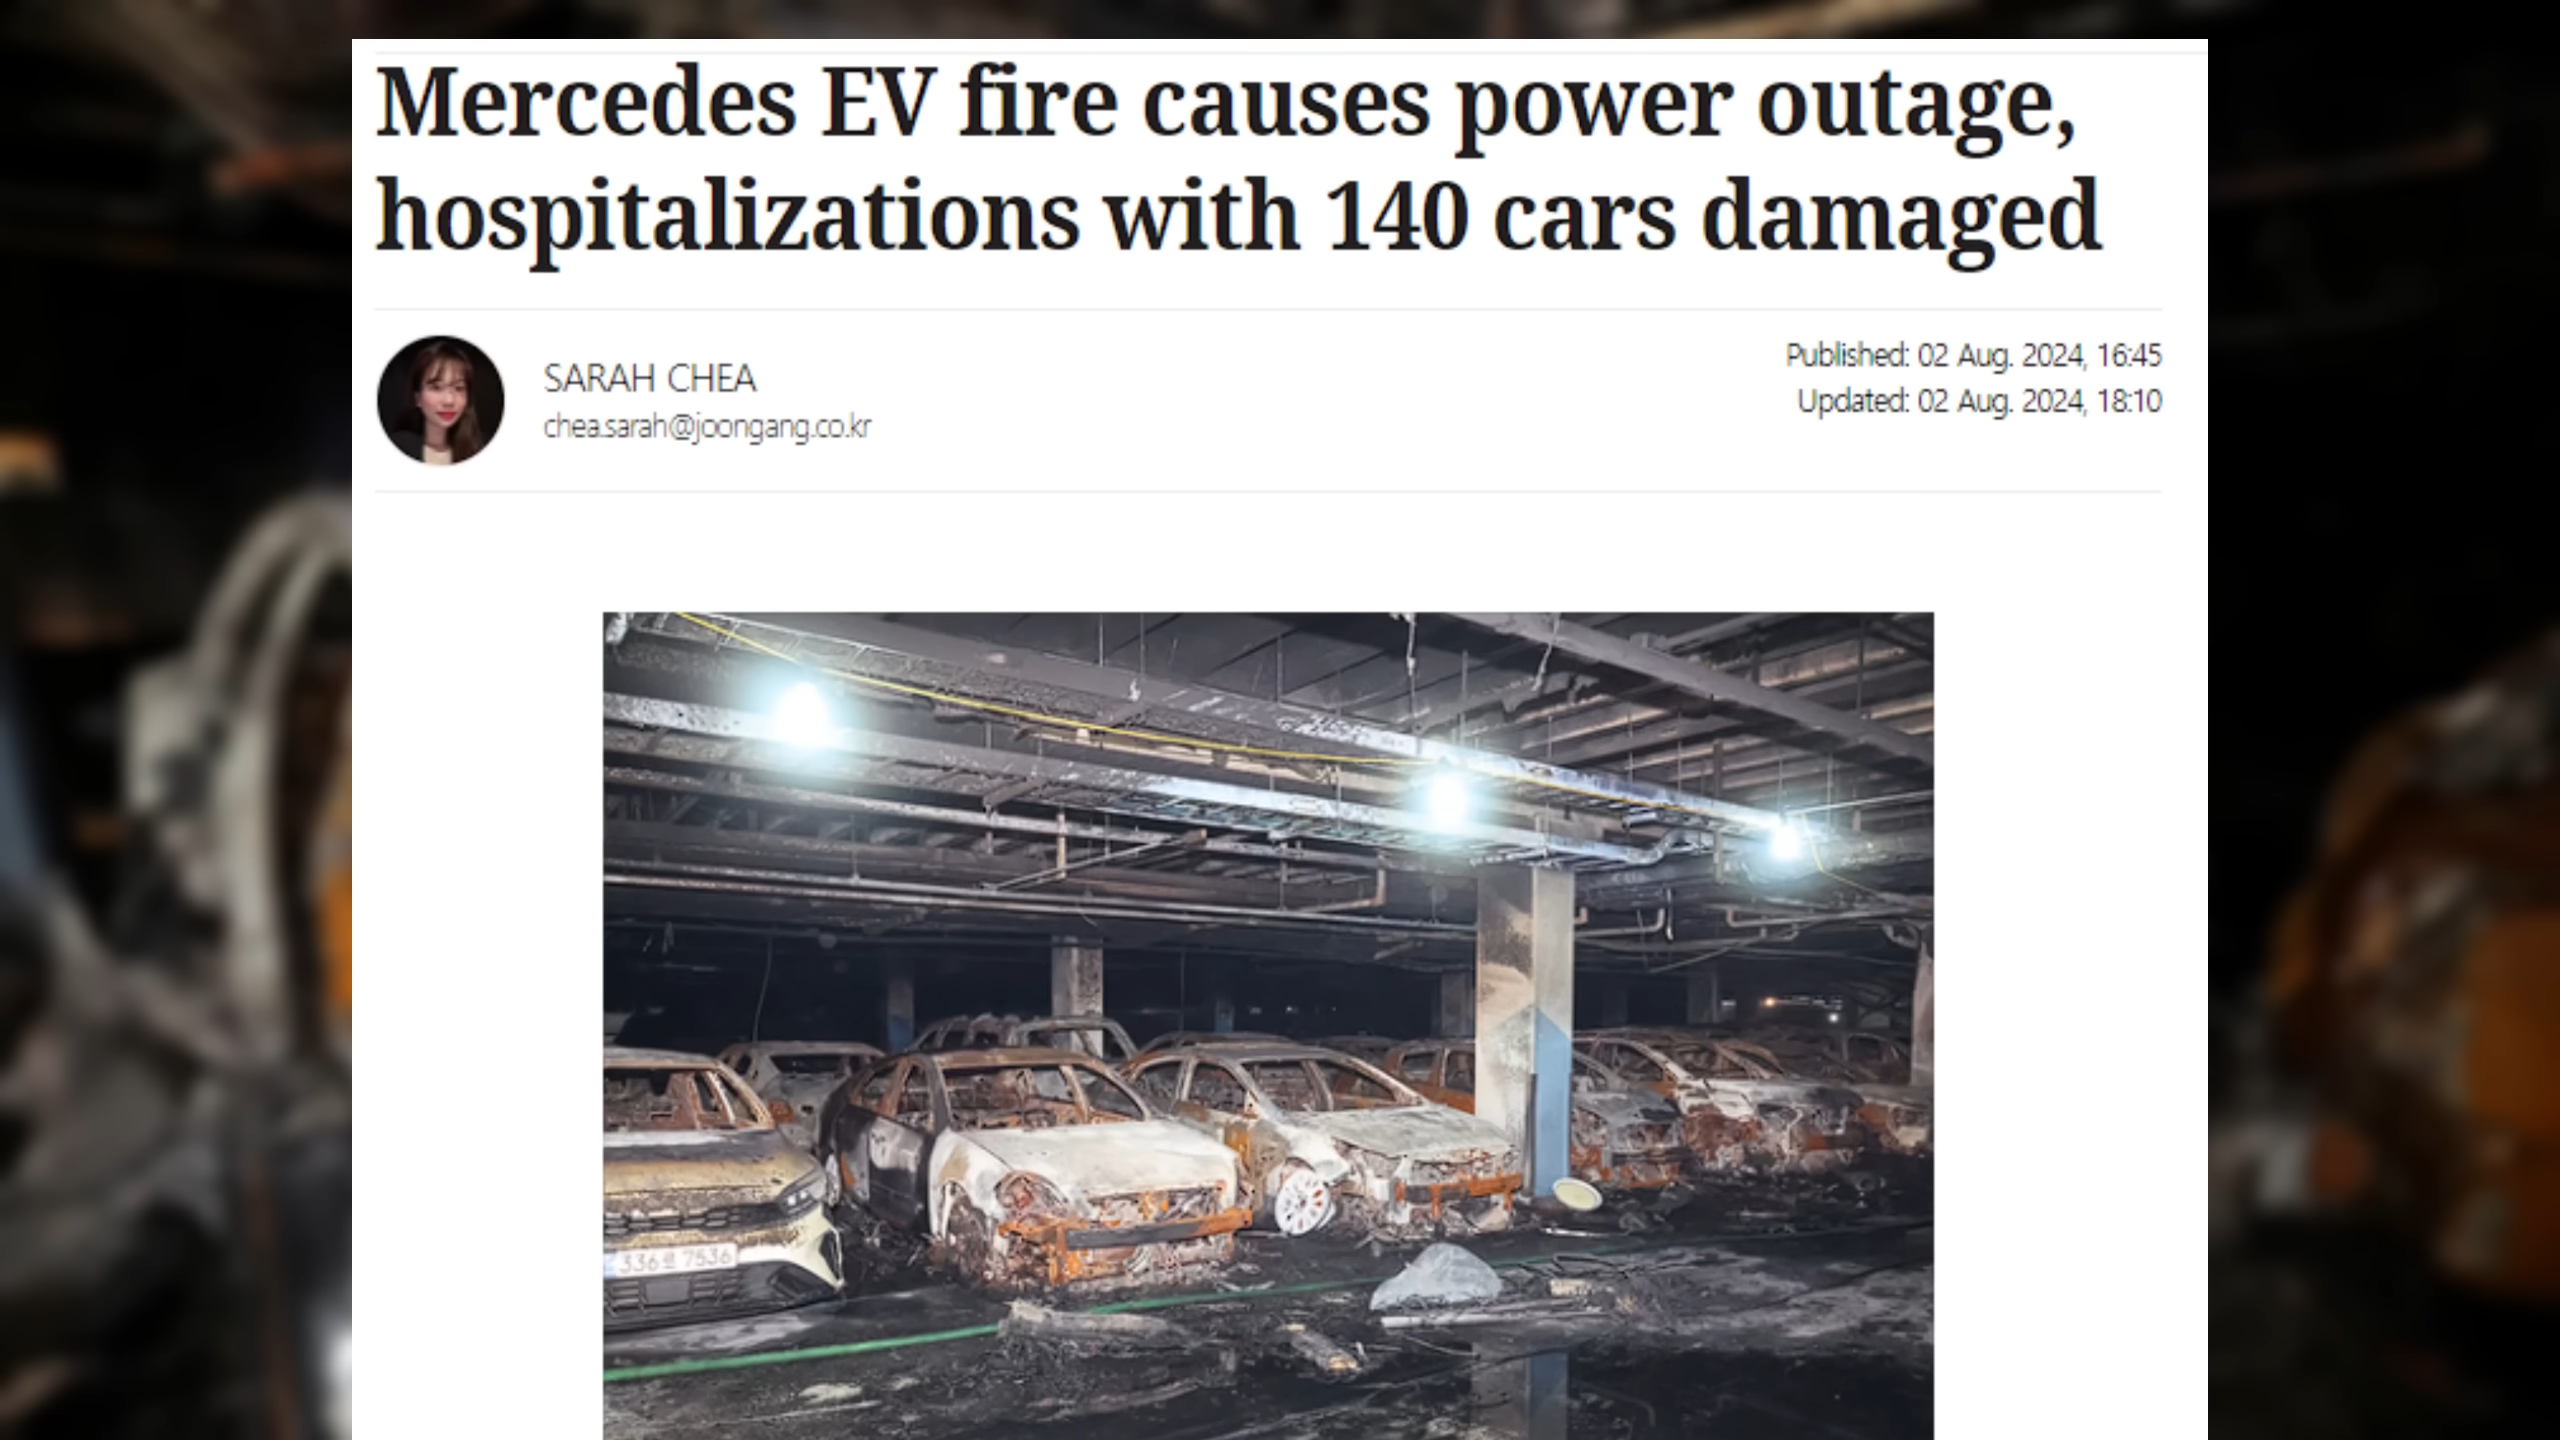 Mercedes EV fire causes power outage,
hospitalizations with 140 cars damaged
SARAH CHEA
chea.sarah@joongang.co.kr
Published: 02 Aug. 2024, 16:45
Updated: 02 Aug. 2024, 18:10
7536